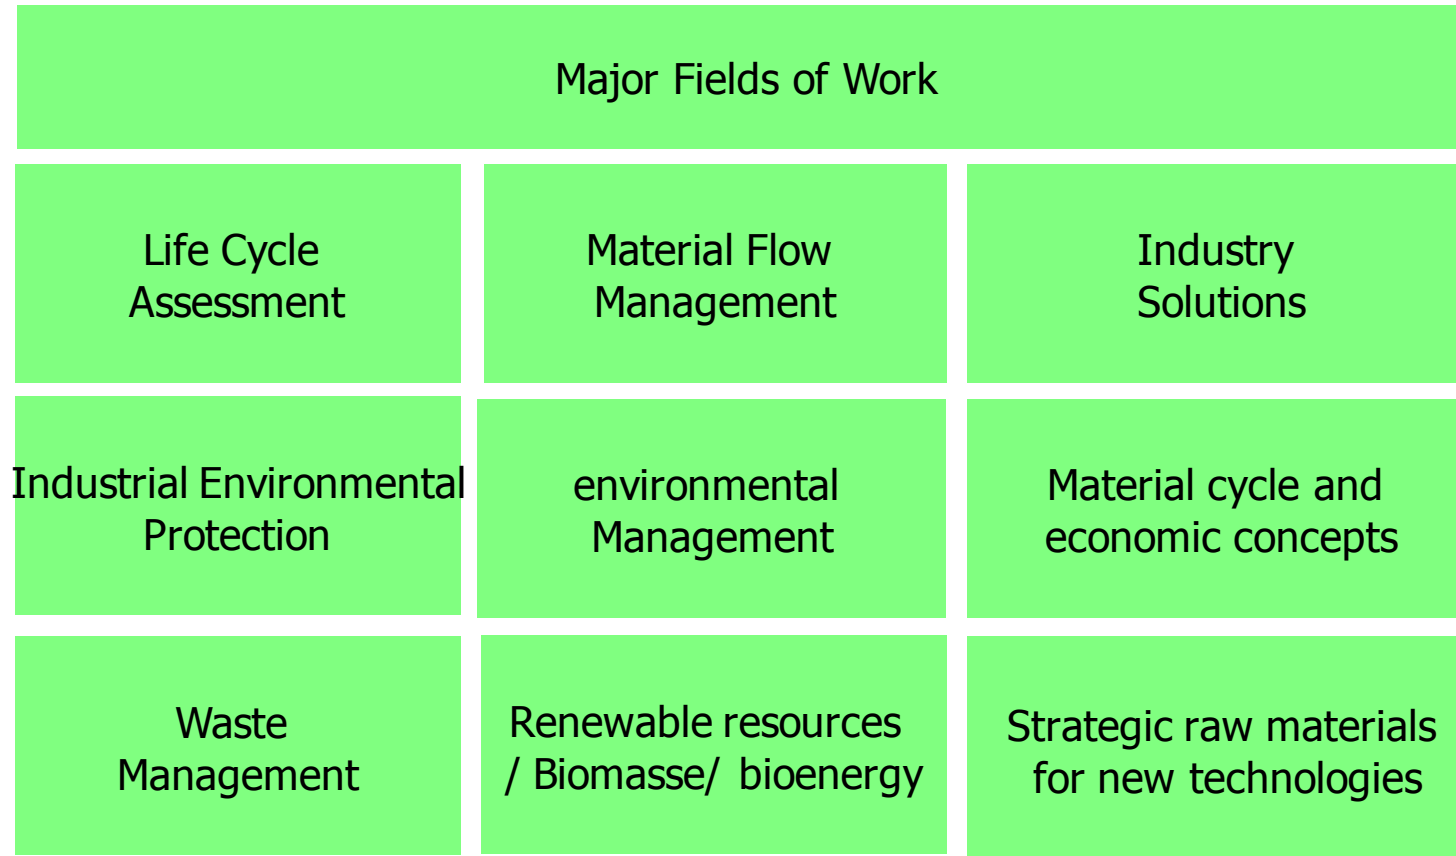 Major Fields of Work
Life Cycle
Assessment
Material Flow
Management
Industry
Solutions
Industrial Environmental
Protection
environmental
Management
Material cycle and
economic concepts
Waste
Management
Renewable resources
/ Biomasse/ bioenergy
Strategic raw materials
for new technologies